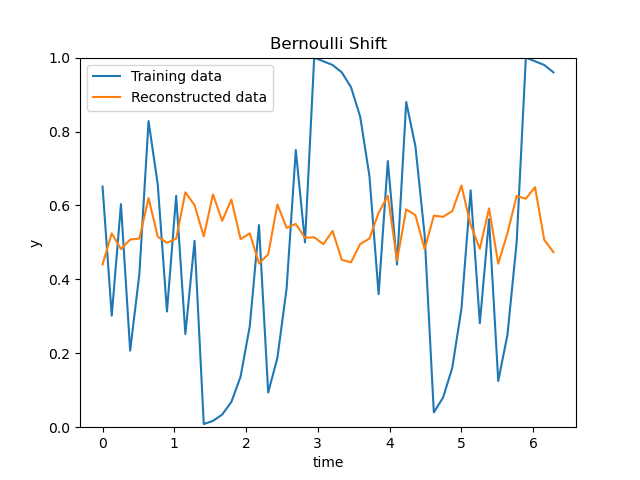 Bernoulli Shift
Training data
Reconstructed data
y
1.0
0.8
0.6
0.4
0.2
0.0
0 1 2 3 4 5 6
time